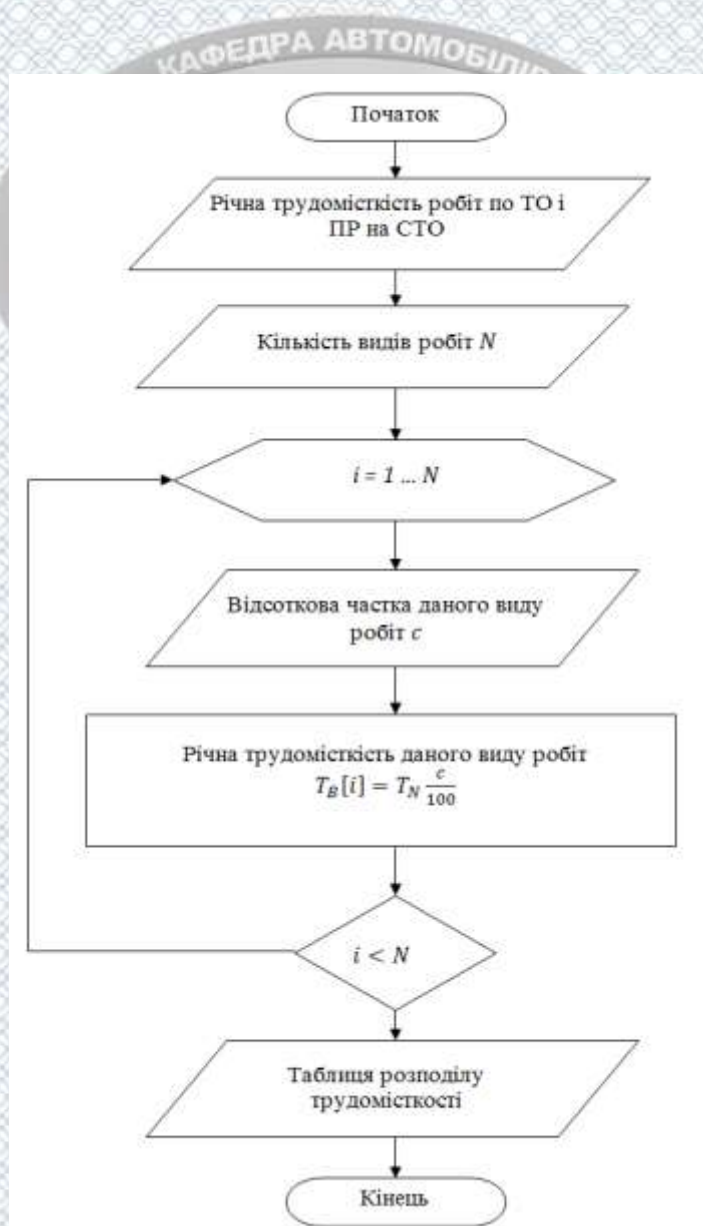 КАФЕДРА АВТОМОБІЛІВ
Початок
Річна трудомісткість робіт по ТО і
ПР на СТО
Кількість видів робіт N
i = 1 ... N
Відсоткова частка даного виду
робіт c
Річна трудомісткість даного виду робіт
T_B[i] = T_N c/100
i < N
Таблиця розподілу
трудомісткості
Кінець